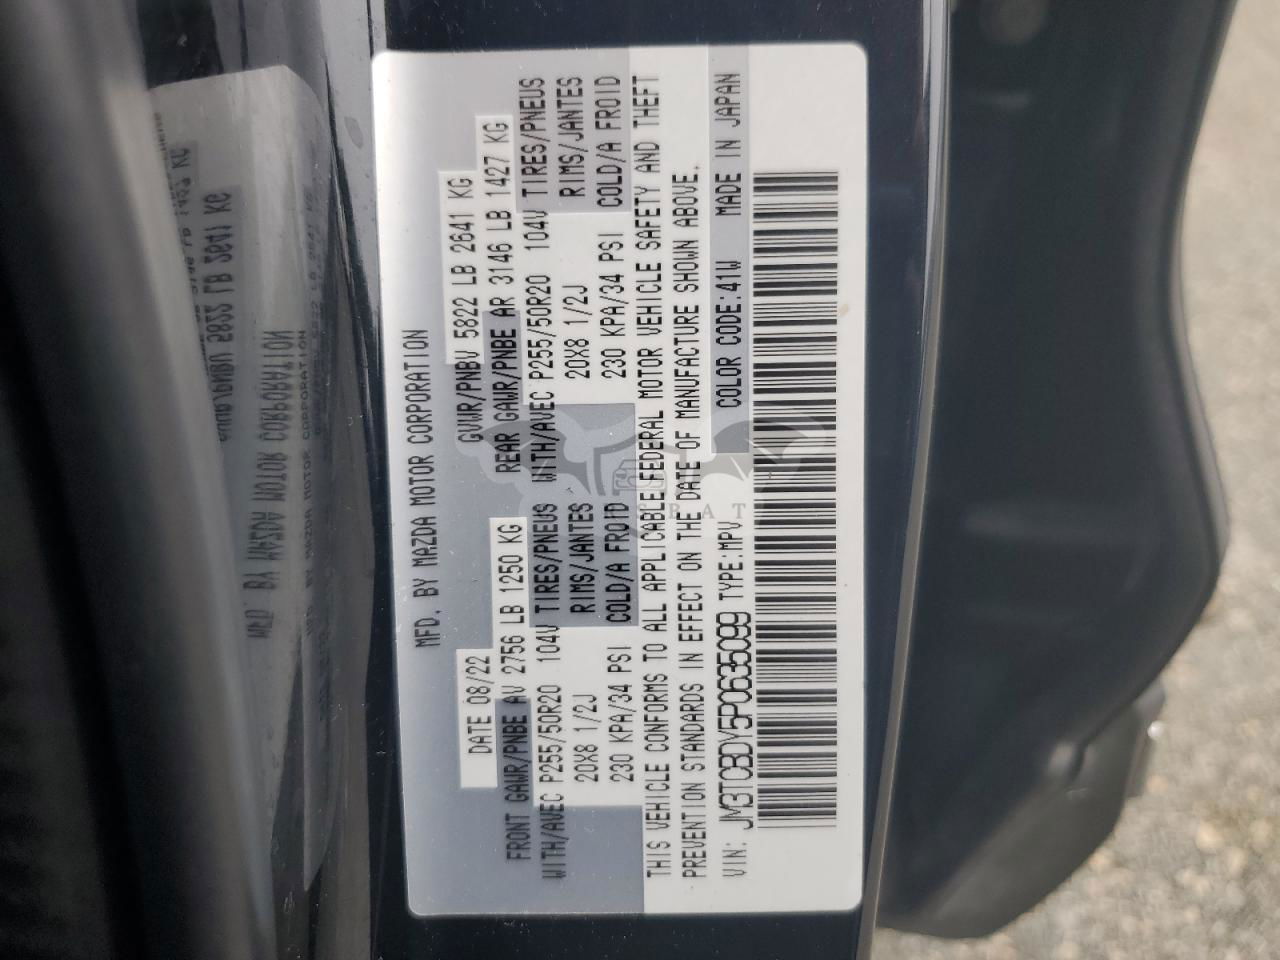 MFD. BY MAZDA MOTOR CORPORATION
DATE 08/22 GVWR/PNBV 5822 LB 2641 KG
FRONT GAWR/PNBE AV 2756 LB 1250 KG REAR GAWR/PNBE AR 3146 LB 1427 KG
WITH/AVEC P255/50R20 104V TIRES/PNEUS WITH/AVEC P255/50R20 104V TIRES/PNEUS
20X8 1/2J RIMS/JANTES 20X8 1/2J RIMS/JANTES
230 KPA/34 PSI COLD/A FROID 230 KPA/34 PSI COLD/A FROID
THIS VEHICLE CONFORMS TO ALL APPLICABLE FEDERAL MOTOR VEHICLE SAFETY AND THEFT
PREVENTION STANDARDS IN EFFECT ON THE DATE OF MANUFACTURE SHOWN ABOVE.
VIN: JM3TCBDY5P0635099 TYPE:MPV COLOR CODE:41W MADE IN JAPAN